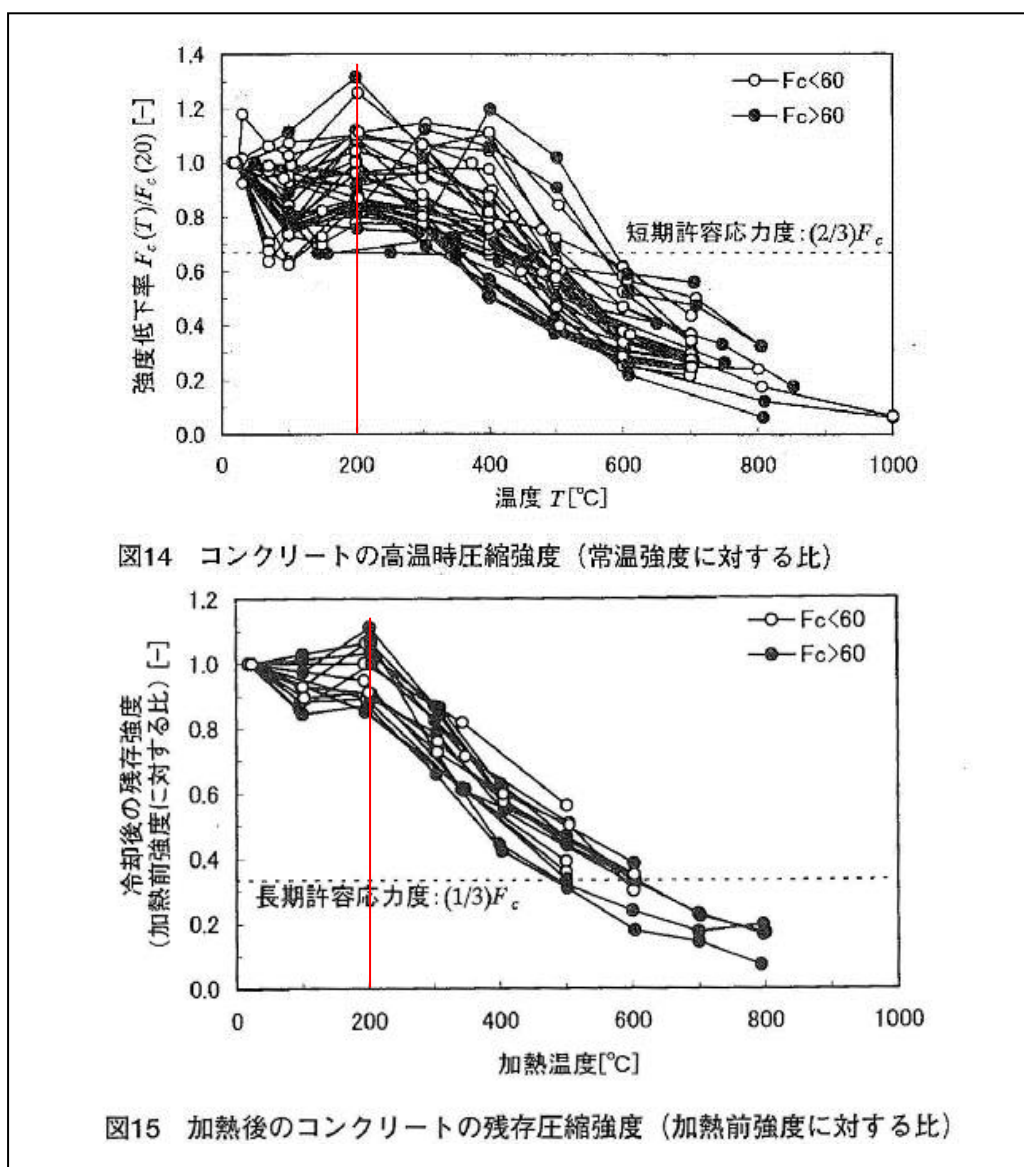 1.4
1.2
1.0
0.8
0.6
0.4
0.2
0.0
強度低下率 F_c(T)/F_c(20) [-]
Fc<60
Fc>60
短期許容応力度:(2/3)F_c
0 200 400 600 800 1000
温度 T[℃]
図14 コンクリートの高温時圧縮強度(常温強度に対する比)
1.2
1.0
0.8
0.6
0.4
0.2
0.0
冷却後の残存強度
(加熱前強度に対する比) [-]
Fc<60
Fc>60
長期許容応力度:(1/3)F_c
0 200 400 600 800 1000
加熱温度[℃]
図15 加熱後のコンクリートの残存圧縮強度(加熱前強度に対する比)